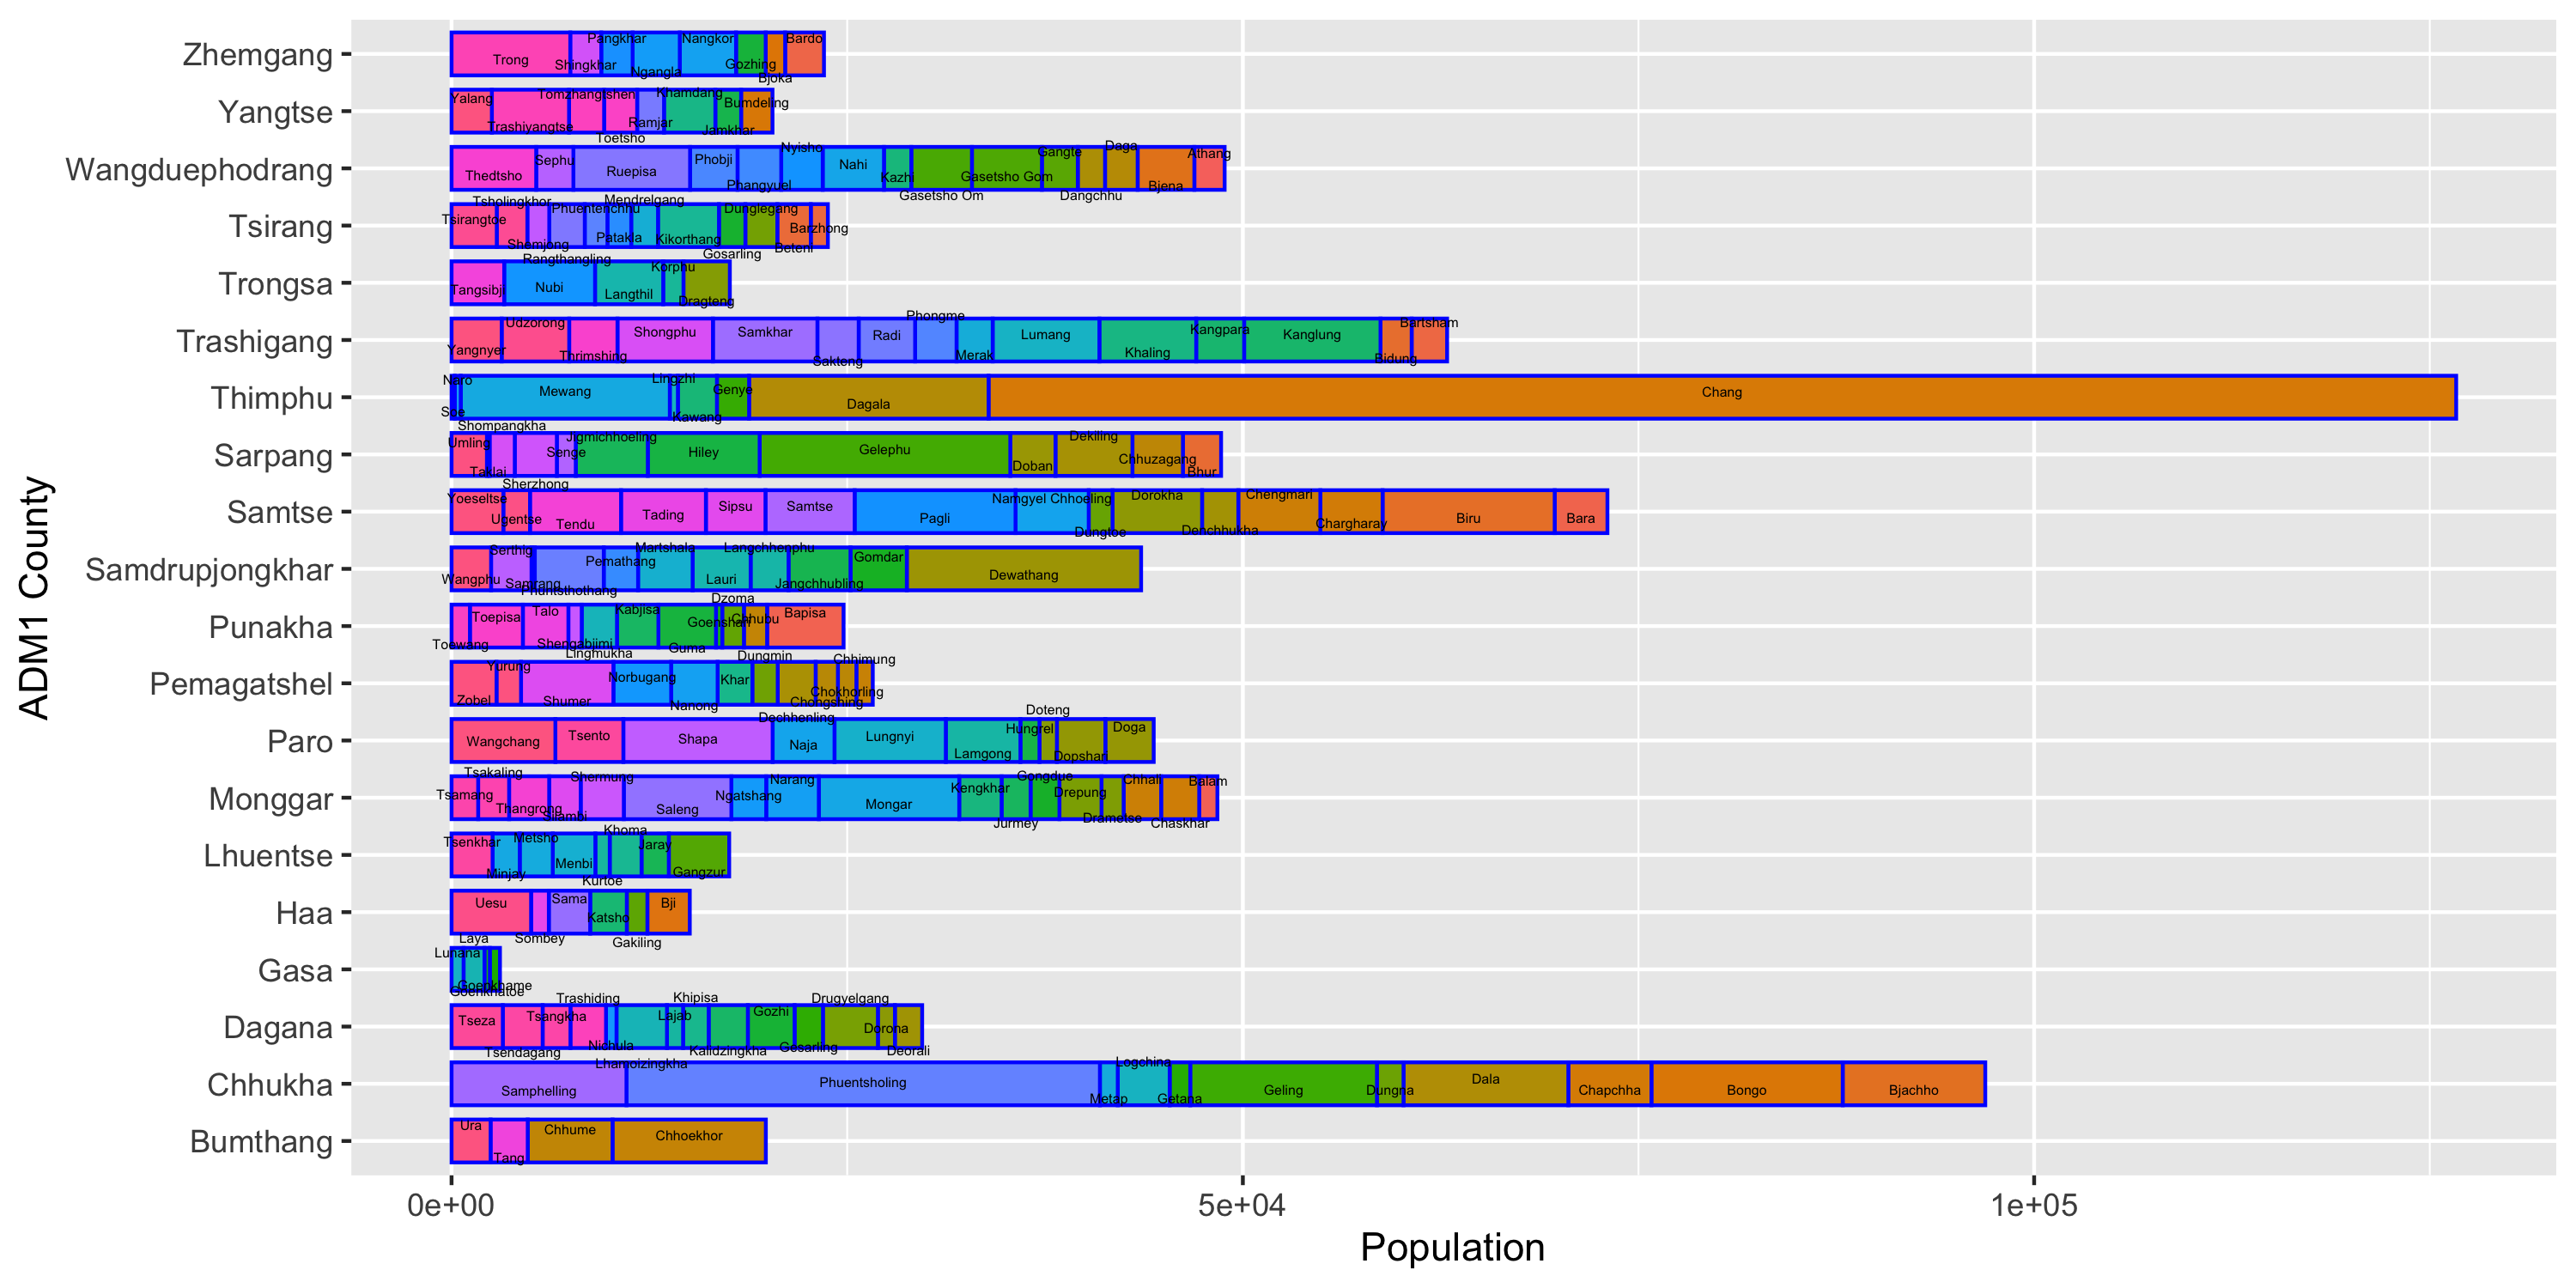 Zhemgang
Trong
Shingkhar
Pangkhar
Ngangla
Nangkor
Gozhing
Bjoka
Bardo
Yangtse
Yalang
Trashiyangtse
Tomzhangtshen
Toetsho
Ramjar
Khamdang
Jamkhar
Bumdeling
Wangduephodrang
Thedtsho
Sephu
Ruepisa
Phobji
Phangyuel
Nyisho
Nahi
Kazhi
Gasetsho Om
Gasetsho Gom
Gangte
Dangchhu
Daga
Bjena
Athang
Tsirang
Tsirangtoe
Tsholingkhor
Shemjong
Phuentenchhu
Patakla
Mendrelgang
Kikorthang
Gosarling
Dunglegang
Beteni
Barzhong
Rangthangling
Trongsa
Tangsibji
Nubi
Langthil
Korphu
Dragteng
Trashigang
Yangnyer
Udzorong
Thrimshing
Shongphu
Samkhar
Sakteng
Radi
Phongme
Merak
Lumang
Khaling
Kangpara
Kanglung
Bidung
Bartsham
Thimphu
Soe
Naro
Mewang
Lingzhi
Kawang
Genye
Dagala
Chang
Sarpang
Umling
Taklai
Shompangkha
Sherzhong
Senge
Jigmichhoeling
Hiley
Gelephu
Doban
Dekiling
Chhuzagang
Bhur
Samtse
Yoeseltse
Ugentse
Tendu
Tading
Sipsu
Samtse
Pagli
Namgyel Chhoeling
Dungtoe
Dorokha
Denchhukha
Chengmari
Chargharay
Biru
Bara
Samdrupjongkhar
Wangphu
Serthig
Samrang
Phuntsthothang
Pemathang
Martshala
Lauri
Langchhenphu
Jangchhubling
Gomdar
Dewathang
Punakha
Toewang
Toepisa
Talo
Shengabjimi
Lingmukha
Kabjisa
Guma
Goenshari
Dzoma
Chhubu
Bapisa
Pemagatshel
Zobel
Yurung
Shumer
Norbugang
Nanong
Khar
Dungmin
Chongshing
Chokhorling
Chhimung
Dechhenling
Paro
Wangchang
Tsento
Shapa
Naja
Lungnyi
Lamgong
Hungrel
Doteng
Dopshari
Doga
Monggar
Tsamang
Tsakaling
Thangrong
Silambi
Shermung
Saleng
Ngatshang
Narang
Mongar
Kengkhar
Jurmey
Gongdue
Drepung
Drametse
Chhali
Chaskhar
Balam
Lhuentse
Tsenkhar
Minjay
Metsho
Menbi
Kurtoe
Khoma
Jaray
Gangzur
Haa
Uesu
Sombey
Sama
Katsho
Gakiling
Bji
Gasa
Lunana
Laya
Goenkhatoe
Goenkhame
Dagana
Tseza
Tsendagang
Tsangkha
Trashiding
Nichula
Lhamoizingkha
Lajab
Khipisa
Kalidzingkha
Gozhi
Gesarling
Drugyelgang
Dorona
Deorali
Chhukha
Samphelling
Phuentsholing
Metap
Logchina
Getana
Geling
Dungna
Dala
Chapchha
Bongo
Bjachho
Bumthang
Ura
Tang
Chhume
Chhoekhor
ADM1 County
0e+00
5e+04
1e+05
Population